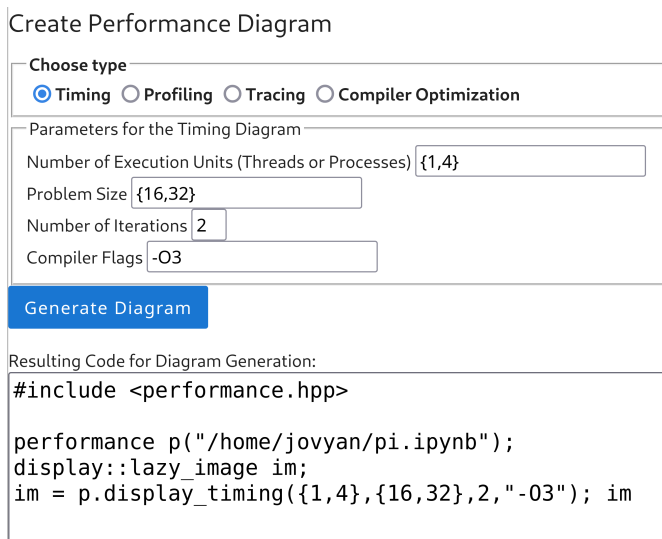 Create Performance Diagram
Choose type
Timing Profiling Tracing Compiler Optimization
Parameters for the Timing Diagram
Number of Execution Units (Threads or Processes) {1,4}
Problem Size {16,32}
Number of Iterations 2
Compiler Flags -O3
Generate Diagram
Resulting Code for Diagram Generation:
#include <performance.hpp>
performance p("/home/jovyan/pi.ipynb");
display::lazy_image im;
im = p.display_timing({1,4},{16,32},2,"-O3"); im